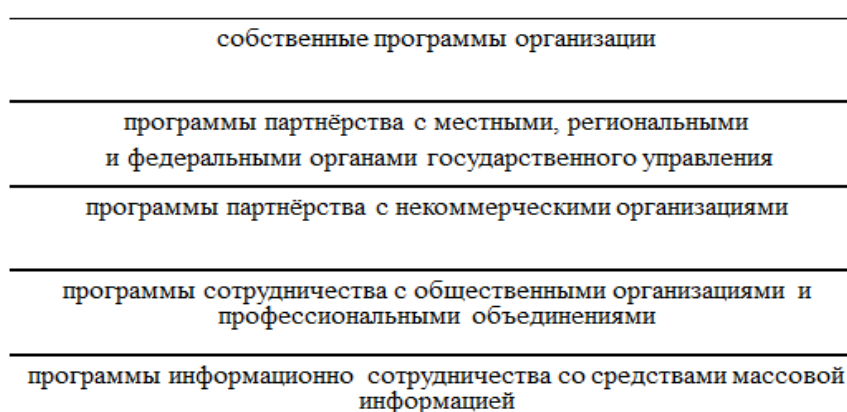 собственные программы организации
программы партнёрства с местными, региональными
и федеральными органами государственного управления
программы партнёрства с некоммерческими организациями
программы сотрудничества с общественными организациями и
профессиональными объединениями
программы информационно сотрудничества со средствами массовой
информацией